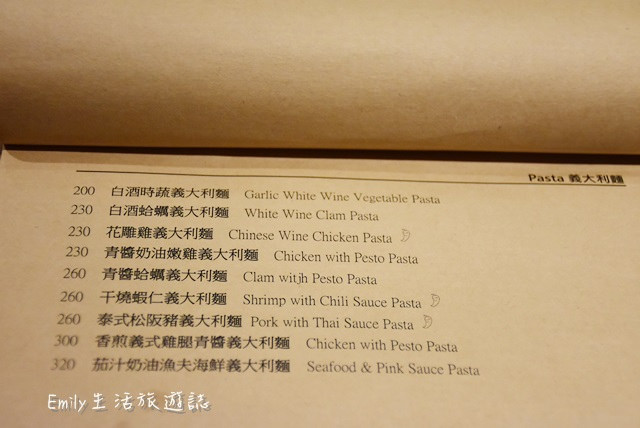 Pasta 義大利麵
200 白酒時蔬義大利麵 Garlic White Wine Vegetable Pasta
230 白酒蛤蠣義大利麵 White Wine Clam Pasta
230 花雕雞義大利麵 Chinese Wine Chicken Pasta
230 青醬奶油嫩雞義大利麵 Chicken with Pesto Pasta
260 青醬蛤蠣義大利麵 Clam witjh Pesto Pasta
260 干燒蝦仁義大利麵 Shrimp with Chili Sauce Pasta
260 泰式松阪豬義大利麵 Pork with Thai Sauce Pasta
300 香煎義式雞腿青醬義大利麵 Chicken with Pesto Pasta
320 茄汁奶油漁夫海鮮義大利麵 Seafood & Pink Sauce Pasta
Emily生活旅遊誌